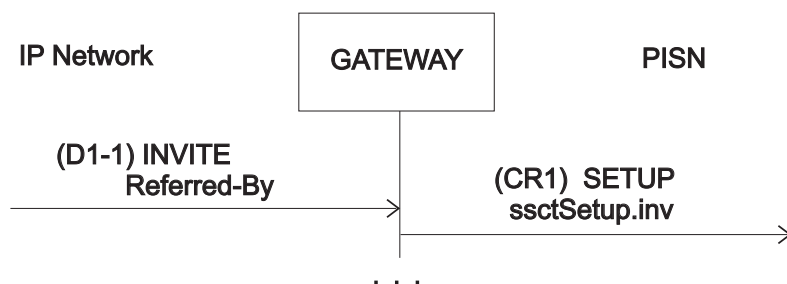 IP Network
GATEWAY
PISN
(D1-1) INVITE
Referred-By
(CR1) SETUP
ssctSetup.inv
. . .